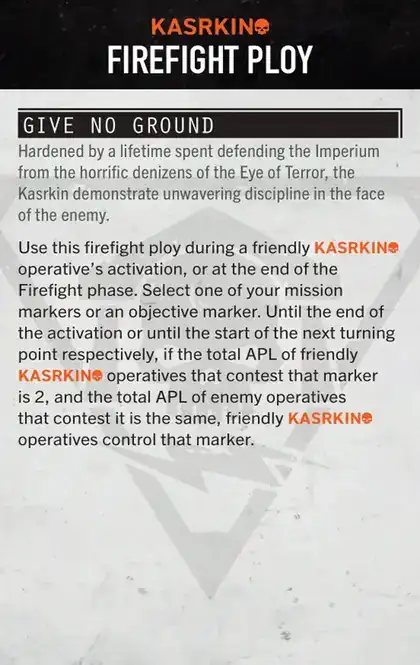 KASRKIN
FIREFIGHT PLOY
GIVE NO GROUND
Hardened by a lifetime spent defending the Imperium
from the horrific denizens of the Eye of Terror, the
Kasrkin demonstrate unwavering discipline in the face
of the enemy.
Use this firefight ploy during a friendly KASRKIN
operative’s activation, or at the end of the
Firefight phase. Select one of your mission
markers or an objective marker. Until the end of
the activation or until the start of the next turning
point respectively, if the total APL of friendly
KASRKIN operatives that contest that marker
is 2, and the total APL of enemy operatives
that contest it is the same, friendly KASRKIN
operatives control that marker.